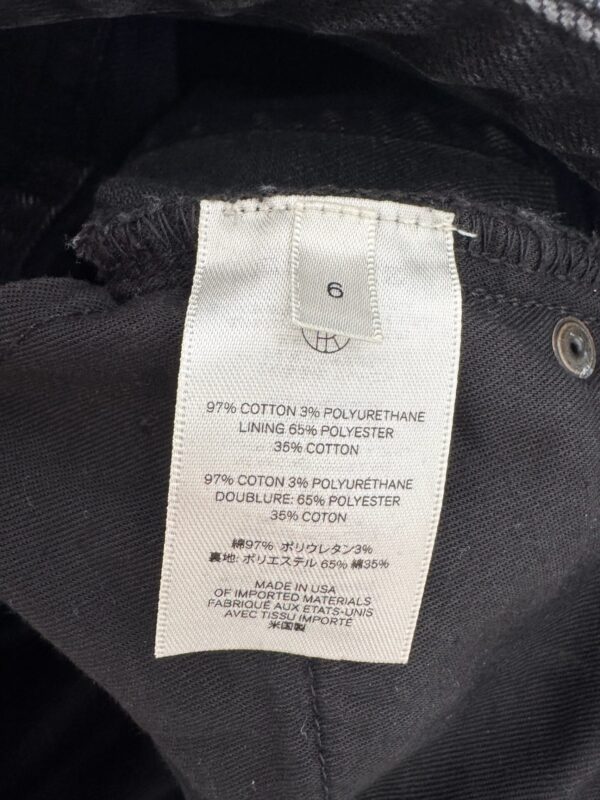 6
97% COTTON 3% POLYURETHANE
LINING 65% POLYESTER
35% COTTON
97% COTON 3% POLYURÉTHANE
DOUBLURE: 65% POLYESTER
35% COTON
綿97% ポリウレタン3%
裏地: ポリエステル 65% 綿35%
MADE IN USA
OF IMPORTED MATERIALS
FABRIQUÉ AUX ETATS-UNIS
AVEC TISSU IMPORTÉ
米国製